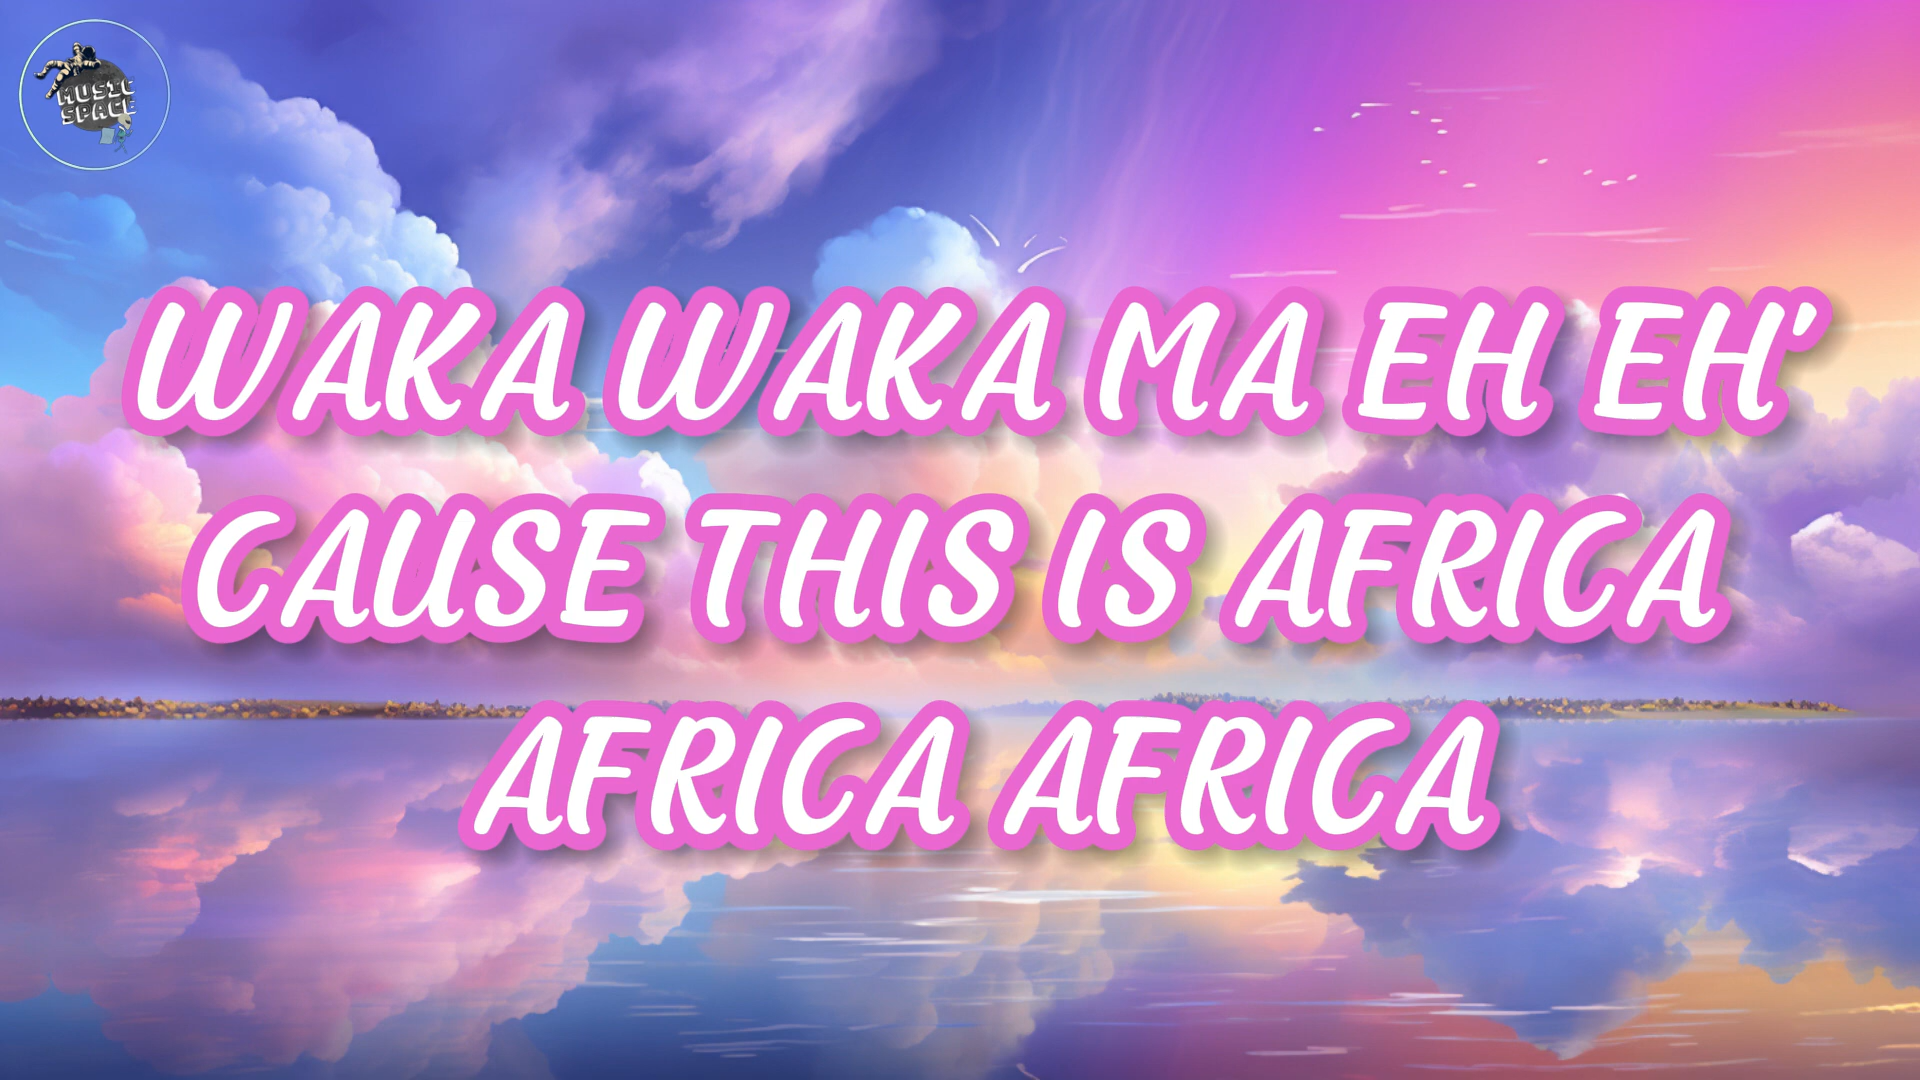 MUSIC
SPACE
WAKA WAKA MA EH EH'
CAUSE THIS IS AFRICA
AFRICA AFRICA